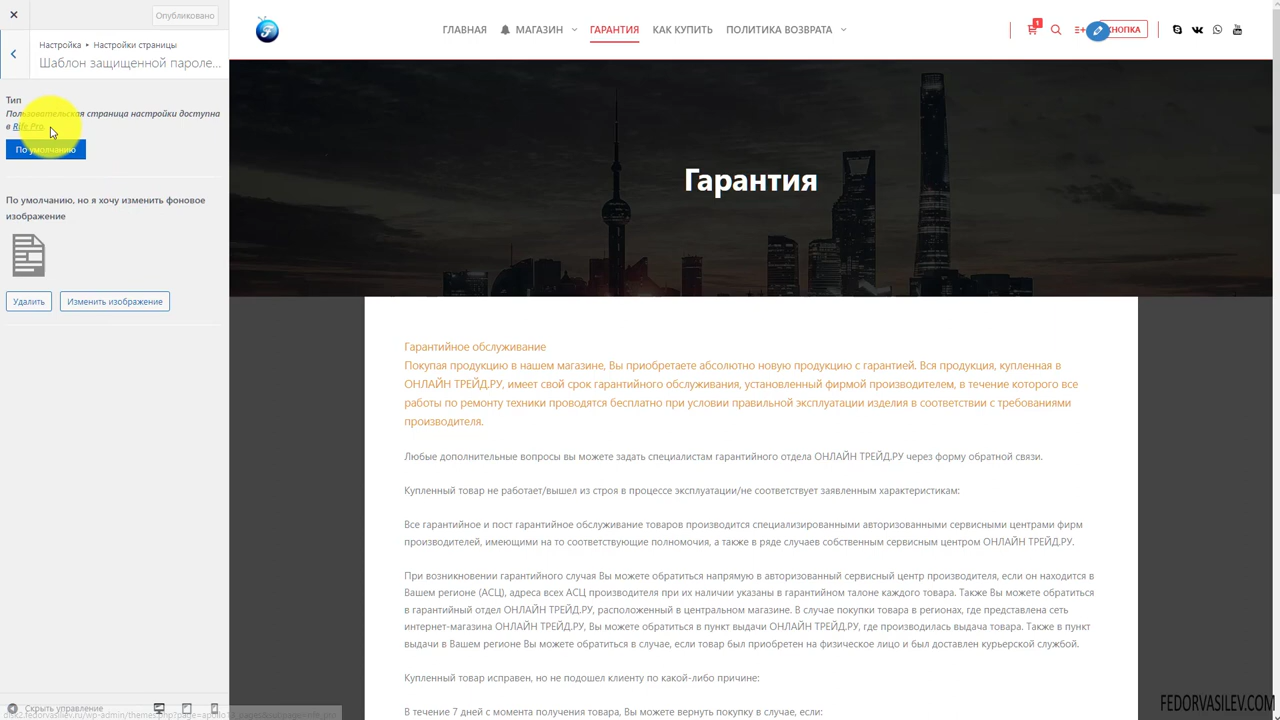 Опубликовано
Настройка ▸ Настройки страницы
Шаблон защищенной пароле...
Тип
Пользовательская страница настройки доступна
в Rife Pro.
По умолчанию
По умолчанию, но я хочу изменить фоновое
изображение
Удалить
Изменить изображение
Скрыть управление
ГЛАВНАЯ
МАГАЗИН
ГАРАНТИЯ
КАК КУПИТЬ
ПОЛИТИКА ВОЗВРАТА
1
КНОПКА
Гарантия
Гарантийное обслуживание
Покупая продукцию в нашем магазине, Вы приобретаете абсолютно новую продукцию с гарантией. Вся продукция, купленная в
ОНЛАЙН ТРЕЙД.РУ, имеет свой срок гарантийного обслуживания, установленный фирмой производителем, в течение которого все
работы по ремонту техники проводятся бесплатно при условии правильной эксплуатации изделия в соответствии с требованиями
производителя.
Любые дополнительные вопросы вы можете задать специалистам гарантийного отдела ОНЛАЙН ТРЕЙД.РУ через форму обратной связи.
Купленный товар не работает/вышел из строя в процессе эксплуатации/не соответствует заявленным характеристикам:
Все гарантийное и пост гарантийное обслуживание товаров производится специализированными авторизованными сервисными центрами фирм
производителей, имеющими на то соответствующие полномочия, а также в ряде случаев собственным сервисным центром ОНЛАЙН ТРЕЙД.РУ.
При возникновении гарантийного случая Вы можете обратиться напрямую в авторизованный сервисный центр производителя, если он находится в
Вашем регионе (АСЦ), адреса всех АСЦ производителя при их наличии указаны в гарантийном талоне каждого товара. Также Вы можете обратиться
в гарантийный отдел ОНЛАЙН ТРЕЙД.РУ, расположенный в центральном магазине. В случае покупки товара в регионах, где представлена сеть
интернет-магазина ОНЛАЙН ТРЕЙД.РУ, Вы можете обратиться в пункт выдачи ОНЛАЙН ТРЕЙД.РУ, где производилась выдача товара. Также в пункт
выдачи в Вашем регионе Вы можете обратиться в случае, если товар был приобретен на физическое лицо и был доставлен курьерской службой.
Купленный товар исправен, но не подошел клиенту по какой-либо причине:
В течение 7 дней с момента получения товара, Вы можете вернуть покупку в случае, если:
FEDORVASILEV.COM